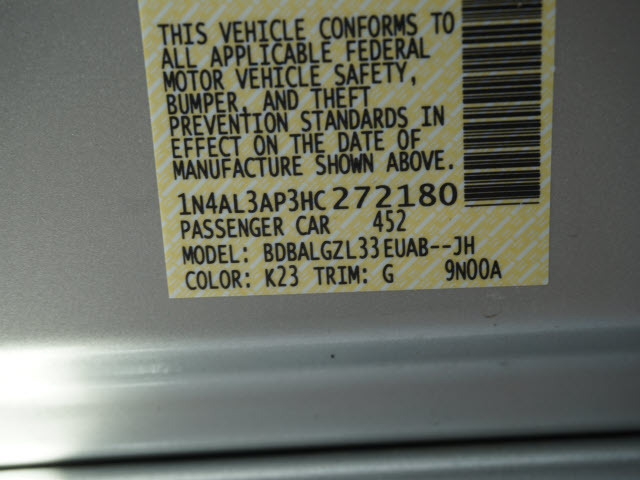 THIS VEHICLE CONFORMS TO
ALL APPLICABLE FEDERAL
MOTOR VEHICLE SAFETY,
BUMPER, AND THEFT
PREVENTION STANDARDS IN
EFFECT ON THE DATE OF
MANUFACTURE SHOWN ABOVE.
1N4AL3AP3HC272180
PASSENGER CAR 452
MODEL: BDBALGZL33EUAB--JH
COLOR: K23 TRIM: G 9N00A